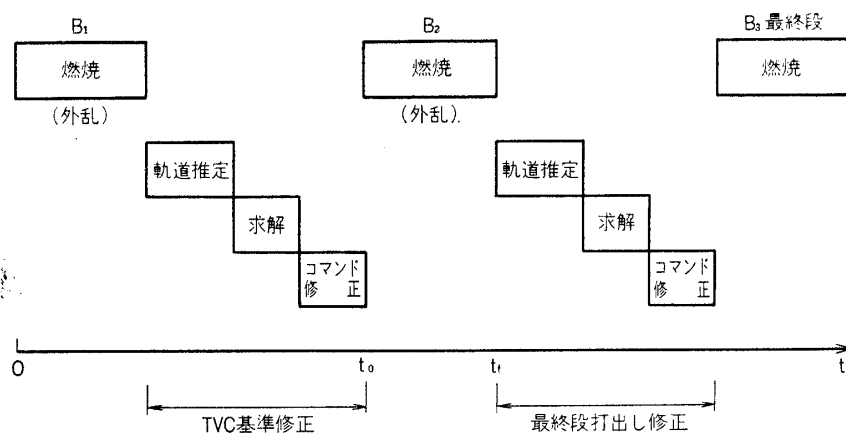 B₁
B₂
B₃ 最終段
燃焼
燃焼
燃焼
(外乱)
(外乱).
軌道推定
軌道推定
求解
求解
コマンド
修 正
コマンド
修 正
0
t₀
t_f
t
TVC基準修正
最終段打出し修正